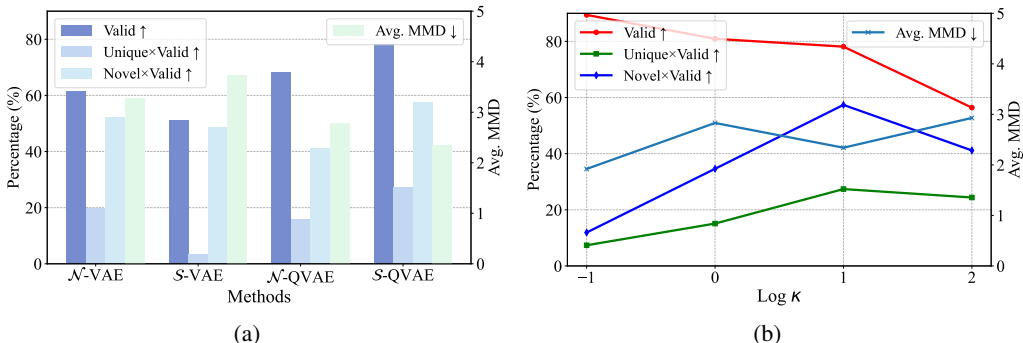 Valid ↑
Unique×Valid ↑
Novel×Valid ↑
Avg. MMD ↓
80
60
40
20
0
5
4
3
2
1
0
Percentage (%)
Avg. MMD
𝒩-VAE
𝒮-VAE
𝒩-QVAE
𝒮-QVAE
Methods
(a)
Valid ↑
Unique×Valid ↑
Novel×Valid ↑
Avg. MMD ↓
80
60
40
20
0
5
4
3
2
1
0
Percentage (%)
Avg. MMD
−1
0
1
2
Log κ
(b)